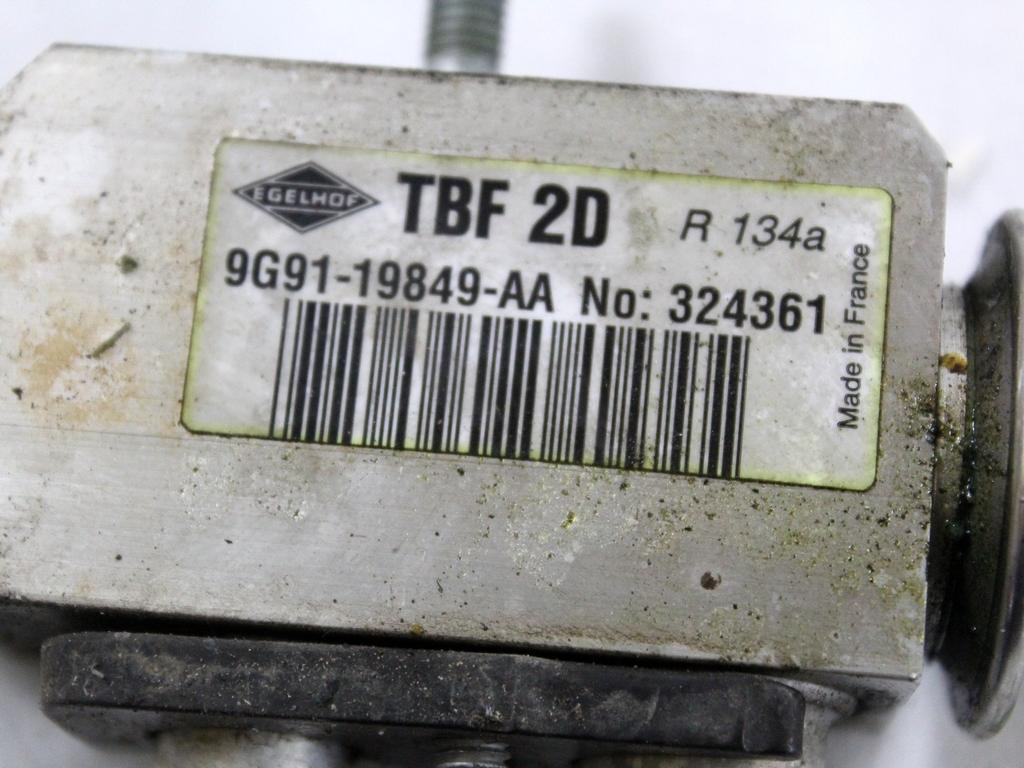 EGELHOF TBF 2D R 134a
9G91-19849-AA No: 324361
Made in France